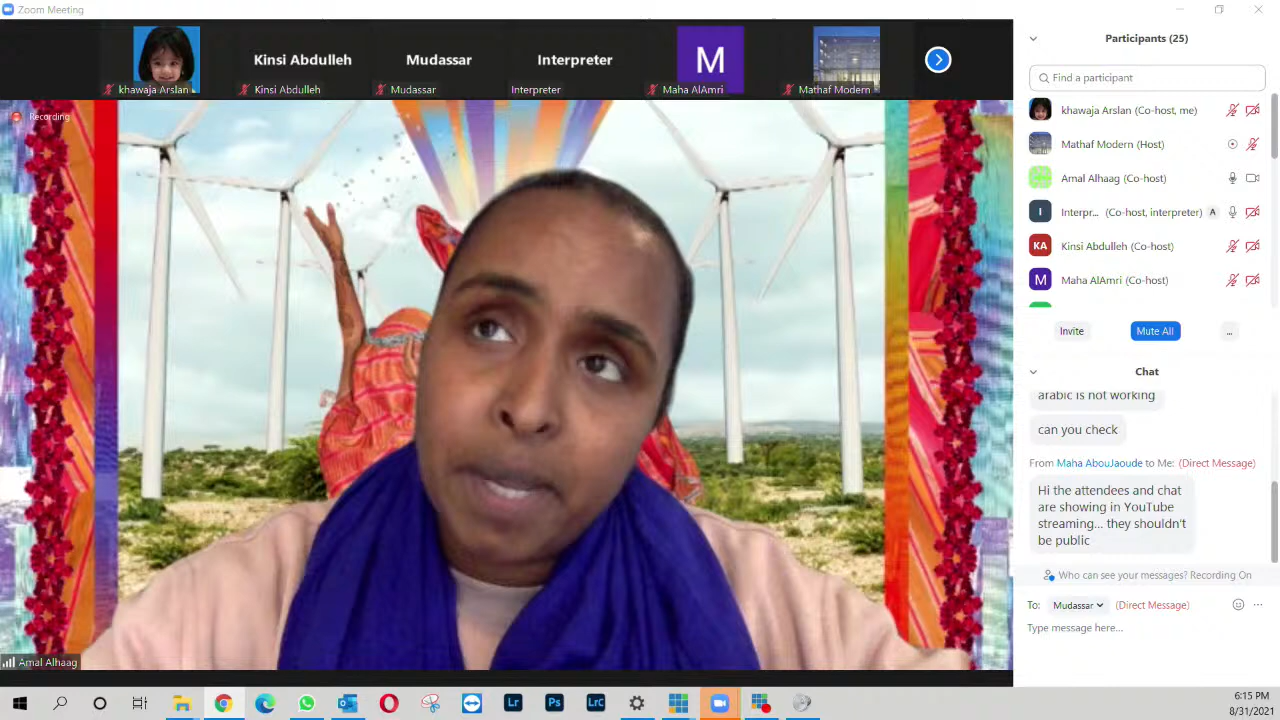 Zoom Meeting
Kinsi Abdulleh
Mudassar
Interpreter
M
khawaja Arslan
Kinsi Abdulleh
Mudassar
Interpreter
Maha AlAmri
Mathaf Modern
Recording
Amal Alhaag
Participants (25)
Find a participant
khawaja Arslan (Co-host, me)
Mathaf Modern (Host)
Amal Alhaag (Co-host)
I Interpr... (Co-host, interpreter) A
KA Kinsi Abdulleh (Co-host)
M Maha AlAmri (Co-host)
Invite
Mute All
...
Chat
arabic is not working
can you check
From Maha AbouJaoude to Me: (Direct Message)
Hi the attendees and chat
are showing in YouTube
streaming... they shouldn't
be public
Who can see your messages? Recording On
To: Mudassar (Direct Message)
Type message here...
Lr
Ps
LrC
8/31/2021